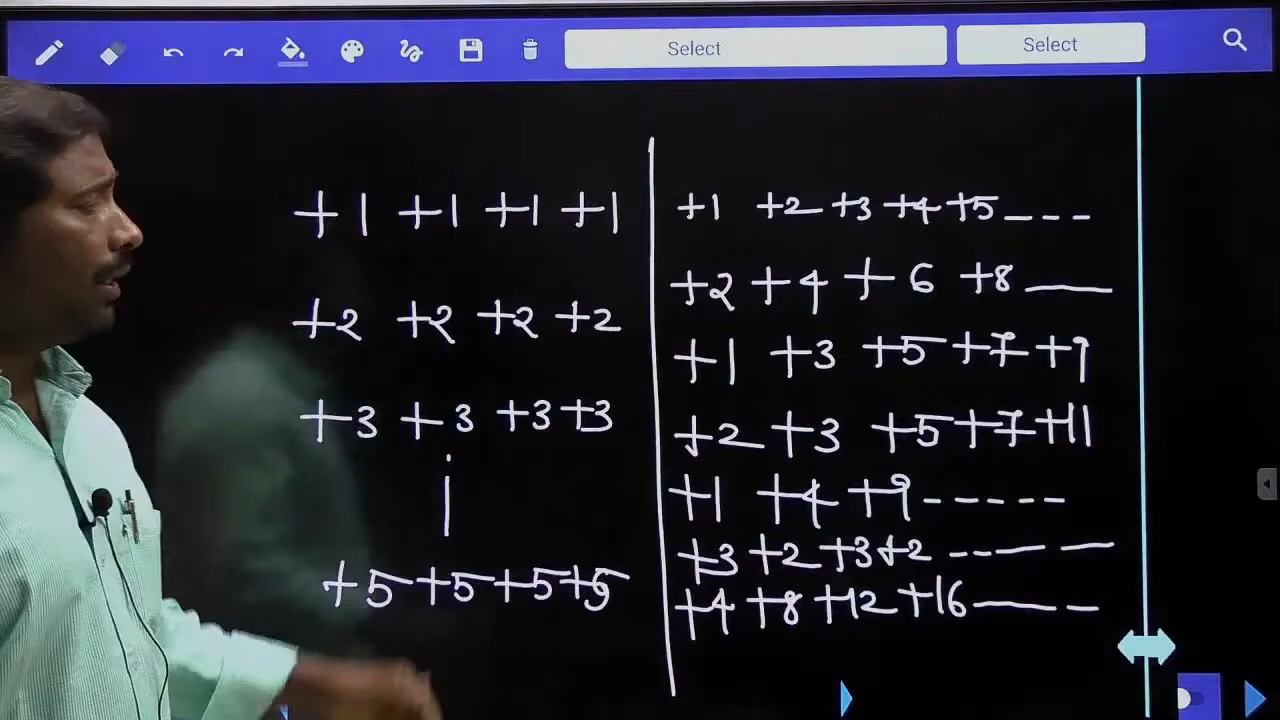 Select Select
+1 +1 +1 +1
+2 +2 +2 +2
+3 +3 +3 +3
+5 +5 +5 +5
+1 +2 +3 +4 +5 - - -
+2 +4 +6 +8 —
+1 +3 +5 +7 +9
+2 +3 +5 +7 +11
+1 +4 +9 - - - - -
+3 +2 +3 +2 - - — —
+4 +8 +12 +16 — - -